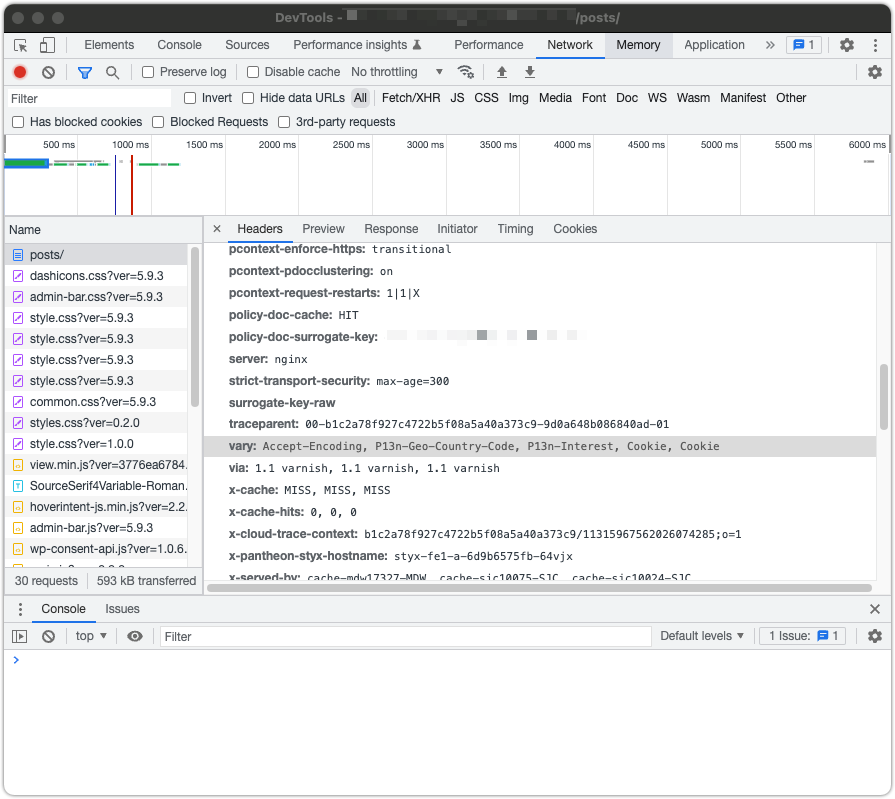 DevTools - /posts/
Elements Console Sources Performance insights Performance Network Memory Application » 1
Preserve log Disable cache No throttling
Filter Invert Hide data URLs All Fetch/XHR JS CSS Img Media Font Doc WS Wasm Manifest Other
Has blocked cookies Blocked Requests 3rd-party requests
500 ms 1000 ms 1500 ms 2000 ms 2500 ms 3000 ms 3500 ms 4000 ms 4500 ms 5000 ms 5500 ms 6000 ms
Name
posts/
dashicons.css?ver=5.9.3
admin-bar.css?ver=5.9.3
style.css?ver=5.9.3
style.css?ver=5.9.3
style.css?ver=5.9.3
style.css?ver=5.9.3
common.css?ver=5.9.3
styles.css?ver=0.2.0
style.css?ver=1.0.0
view.min.js?ver=3776ea6784.
SourceSerif4Variable-Roman.
hoverintent-js.min.js?ver=2.2.
admin-bar.js?ver=5.9.3
wp-consent-api.js?ver=1.0.6.
30 requests 593 kB transferred
× Headers Preview Response Initiator Timing Cookies
pcontext-enforce-https: transitional
pcontext-pdocclustering: on
pcontext-request-restarts: 1|1|X
policy-doc-cache: HIT
policy-doc-surrogate-key:
server: nginx
strict-transport-security: max-age=300
surrogate-key-raw
traceparent: 00-b1c2a78f927c4722b5f08a5a40a373c9-9d0a648b086840ad-01
vary: Accept-Encoding, P13n-Geo-Country-Code, P13n-Interest, Cookie, Cookie
via: 1.1 varnish, 1.1 varnish, 1.1 varnish
x-cache: MISS, MISS, MISS
x-cache-hits: 0, 0, 0
x-cloud-trace-context: b1c2a78f927c4722b5f08a5a40a373c9/11315967562026074285;o=1
x-pantheon-styx-hostname: styx-fe1-a-6d9b6575fb-64vjx
x-served-by: cache-mdw17327-MDW, cache-sjc10075-SJC, cache-sjc10024-SJC
Console Issues
top Filter Default levels 1 Issue: 1